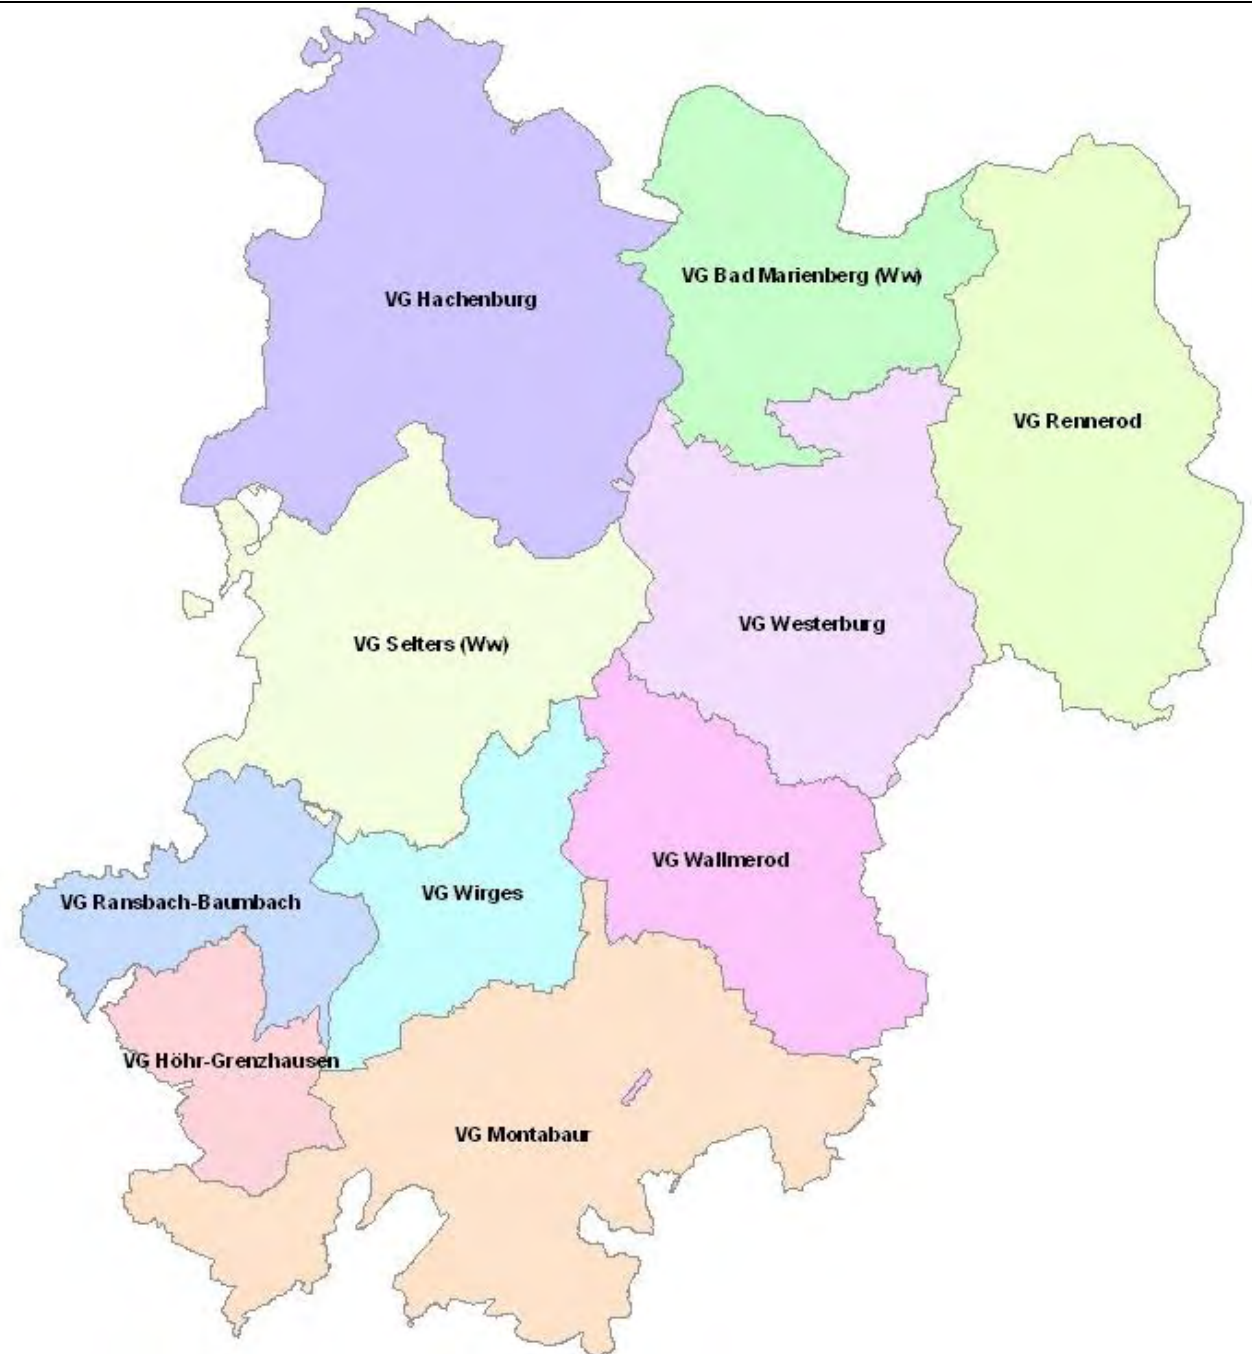 VG Bad Marienberg (Ww)
VG Hachenburg
VG Rennerod
VG Westerburg
VG Selters (Ww)
VG Wallmerod
VG Wirges
VG Ransbach-Baumbach
VG Höhr-Grenzhausen
VG Montabaur